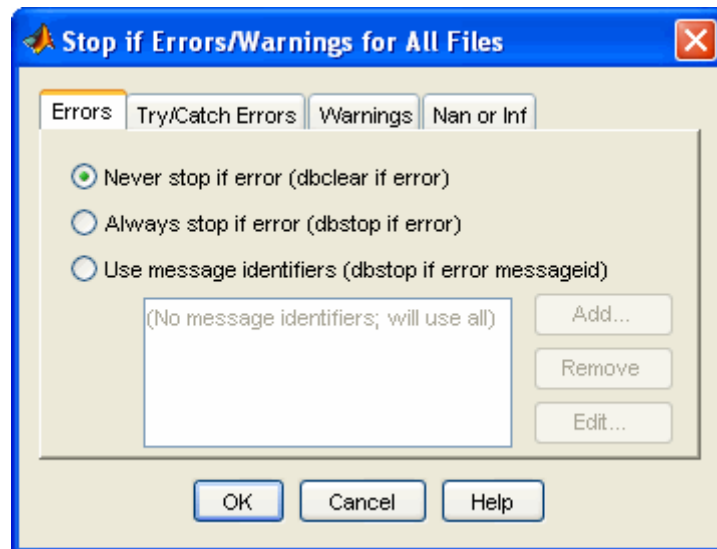 Stop if Errors/Warnings for All Files
Errors Try/Catch Errors Warnings Nan or Inf
Never stop if error (dbclear if error)
Always stop if error (dbstop if error)
Use message identifiers (dbstop if error messageid)
(No message identifiers; will use all) Add...
Remove
Edit...
OK Cancel Help